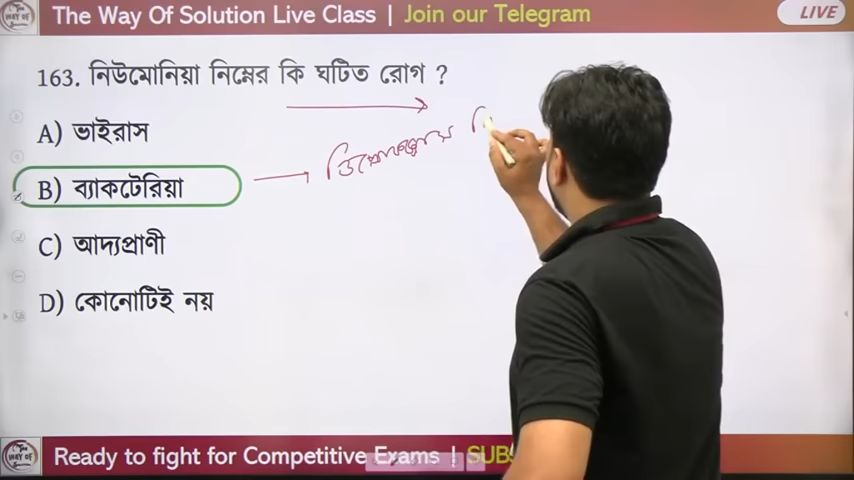 The Way Of Solution Live Class | Join our Telegram
LIVE
163. নিউমোনিয়া নিম্নের কি ঘটিত রোগ ?
A) ভাইরাস
B) ব্যাকটেরিয়া
C) আদ্যপ্রাণী
D) কোনোটিই নয়
Ready to fight for Competitive Exams | SUBS